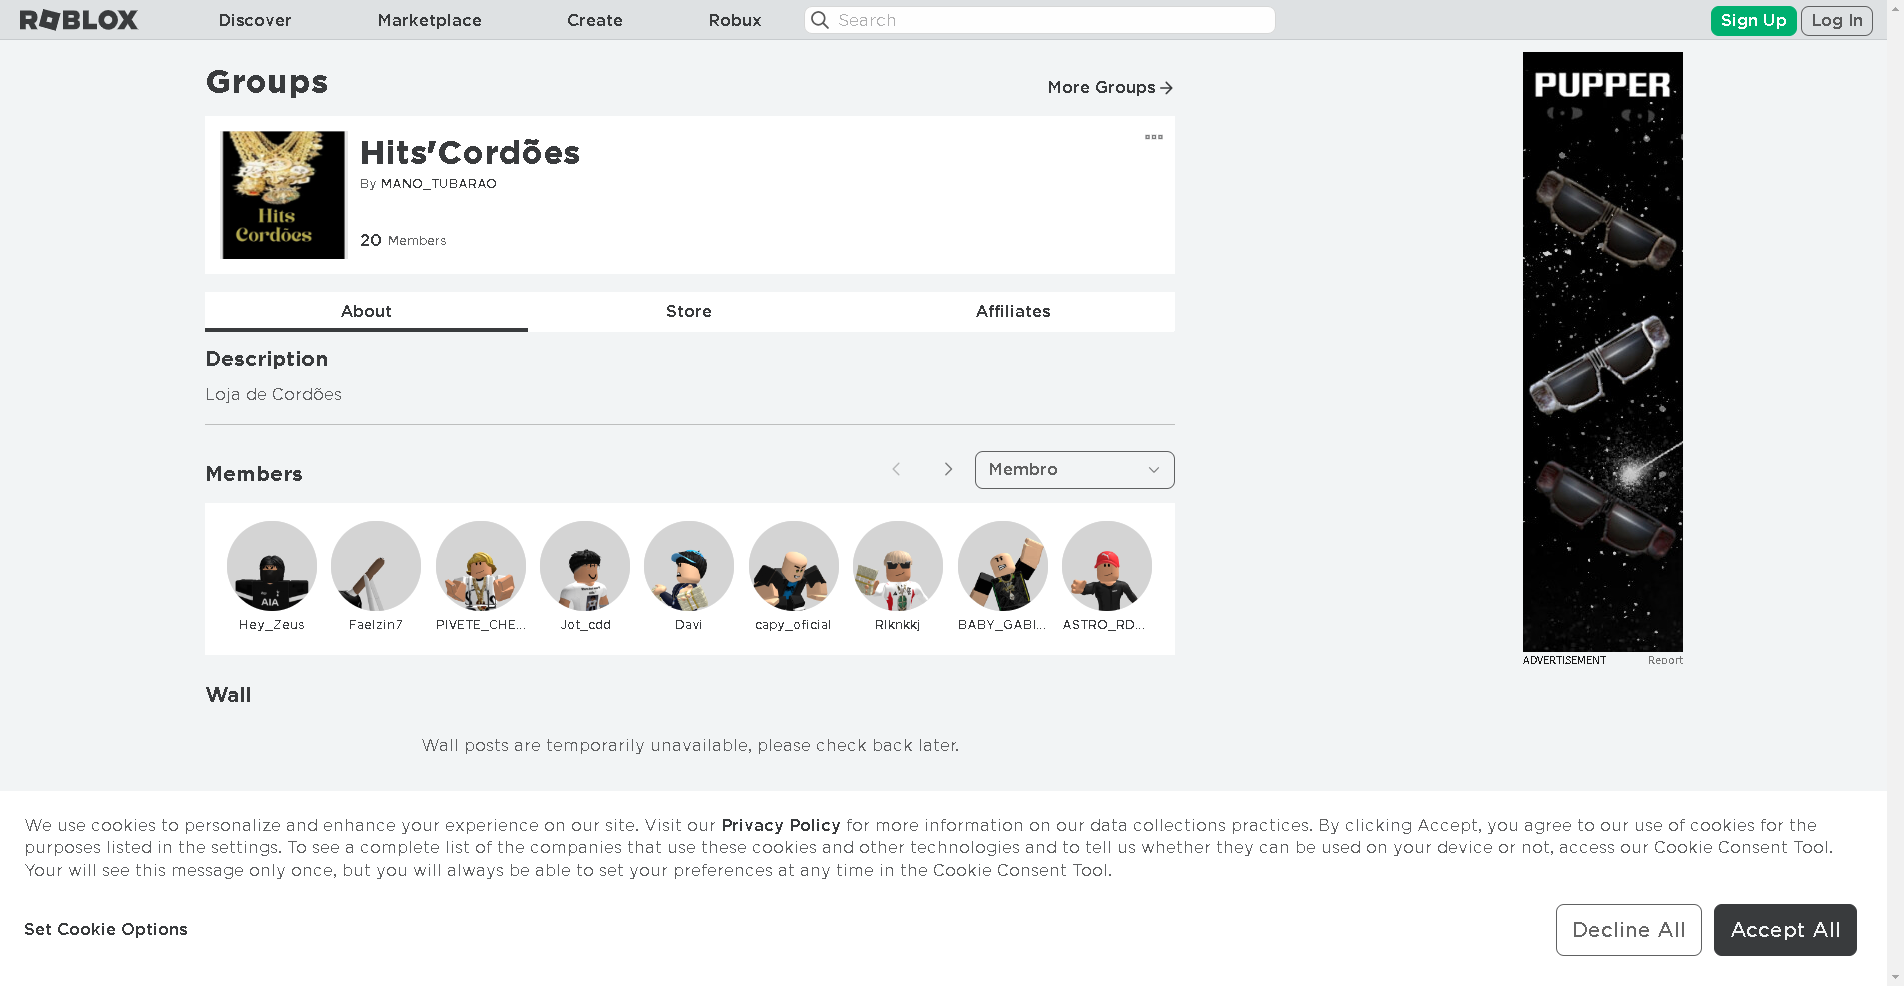 ROBLOX
Discover
Marketplace
Create
Robux
Search
Sign Up
Log In
Groups
More Groups
Hits Cordões
Hits'Cordões
By MANO_TUBARAO
20 Members
About
Store
Affiliates
Description
Loja de Cordões
Members
Membro
AIA
Hey_Zeus
Faelzin7
PIVETE_CHE...
Jot_cdd
Davi
capy_oficial
Rlknkkj
BABY_GABI...
ASTRO_RD...
Wall
Wall posts are temporarily unavailable, please check back later.
PUPPER
ADVERTISEMENT
Report
We use cookies to personalize and enhance your experience on our site. Visit our Privacy Policy for more information on our data collections practices. By clicking Accept, you agree to our use of cookies for the
purposes listed in the settings. To see a complete list of the companies that use these cookies and other technologies and to tell us whether they can be used on your device or not, access our Cookie Consent Tool.
Your will see this message only once, but you will always be able to set your preferences at any time in the Cookie Consent Tool.
Set Cookie Options
Decline All
Accept All